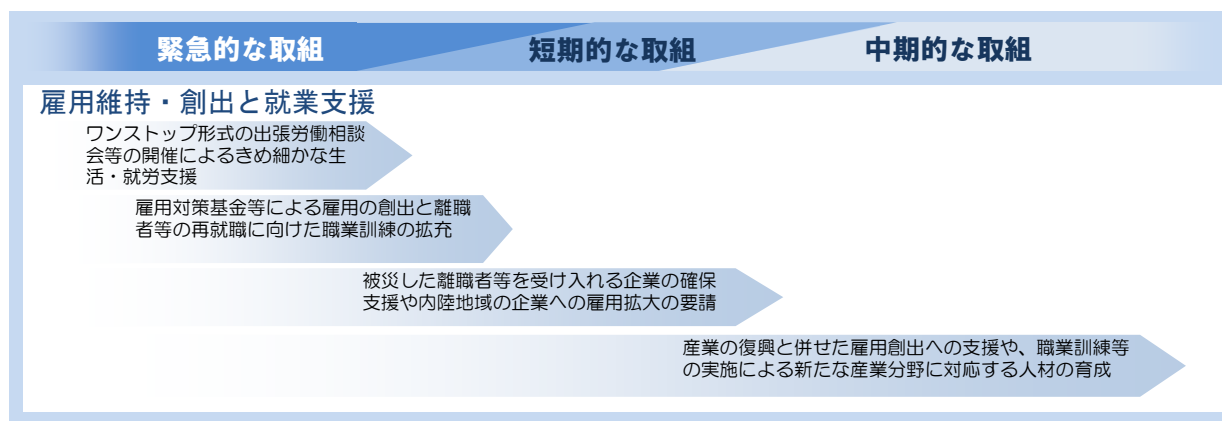 緊急的な取組 短期的な取組 中期的な取組
雇用維持・創出と就業支援
ワンストップ形式の出張労働相談
会等の開催によるきめ細かな生
活・就労支援
雇用対策基金等による雇用の創出と離職
者等の再就職に向けた職業訓練の拡充
被災した離職者等を受け入れる企業の確保
支援や内陸地域の企業への雇用拡大の要請
産業の復興と併せた雇用創出への支援や、職業訓練等
の実施による新たな産業分野に対応する人材の育成